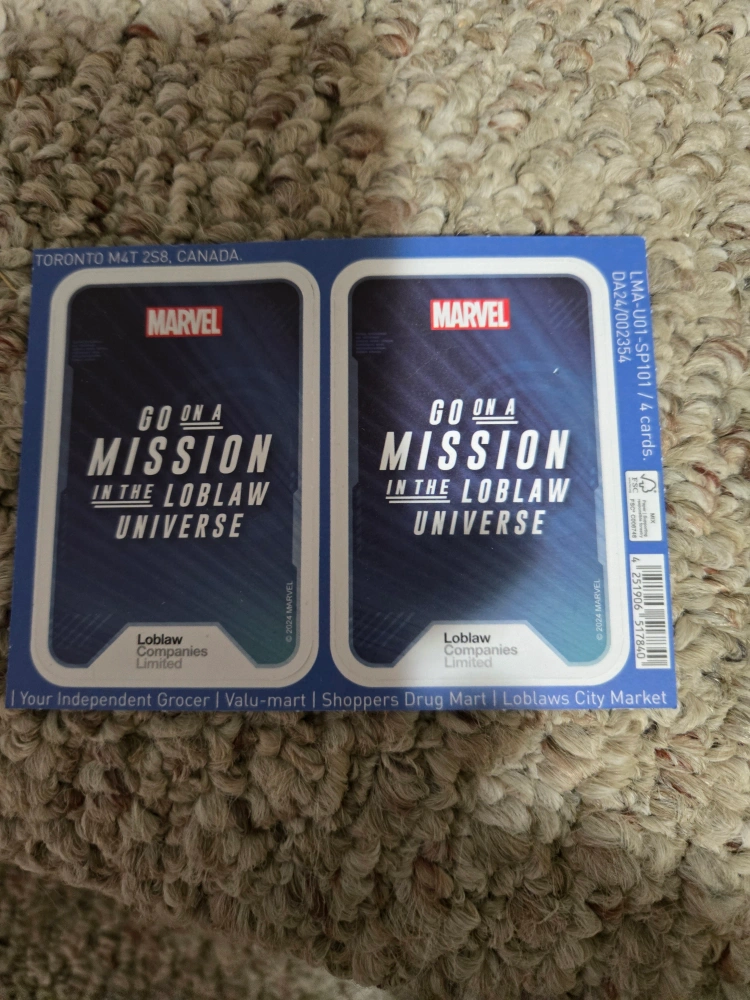 TORONTO M4T 2S8, CANADA.
MARVEL
GO ON A
MISSION
IN THE LOBLAW
UNIVERSE
© 2024 MARVEL
Loblaw
Companies
Limited
MARVEL
GO ON A
MISSION
IN THE LOBLAW
UNIVERSE
© 2024 MARVEL
Loblaw
Companies
Limited
LMA-U01-SP101 / 4 cards.
DA24/002354
FSC
MIX
4 251906 517840
| Your Independent Grocer | Valu-mart | Shoppers Drug Mart | Loblaws City Market